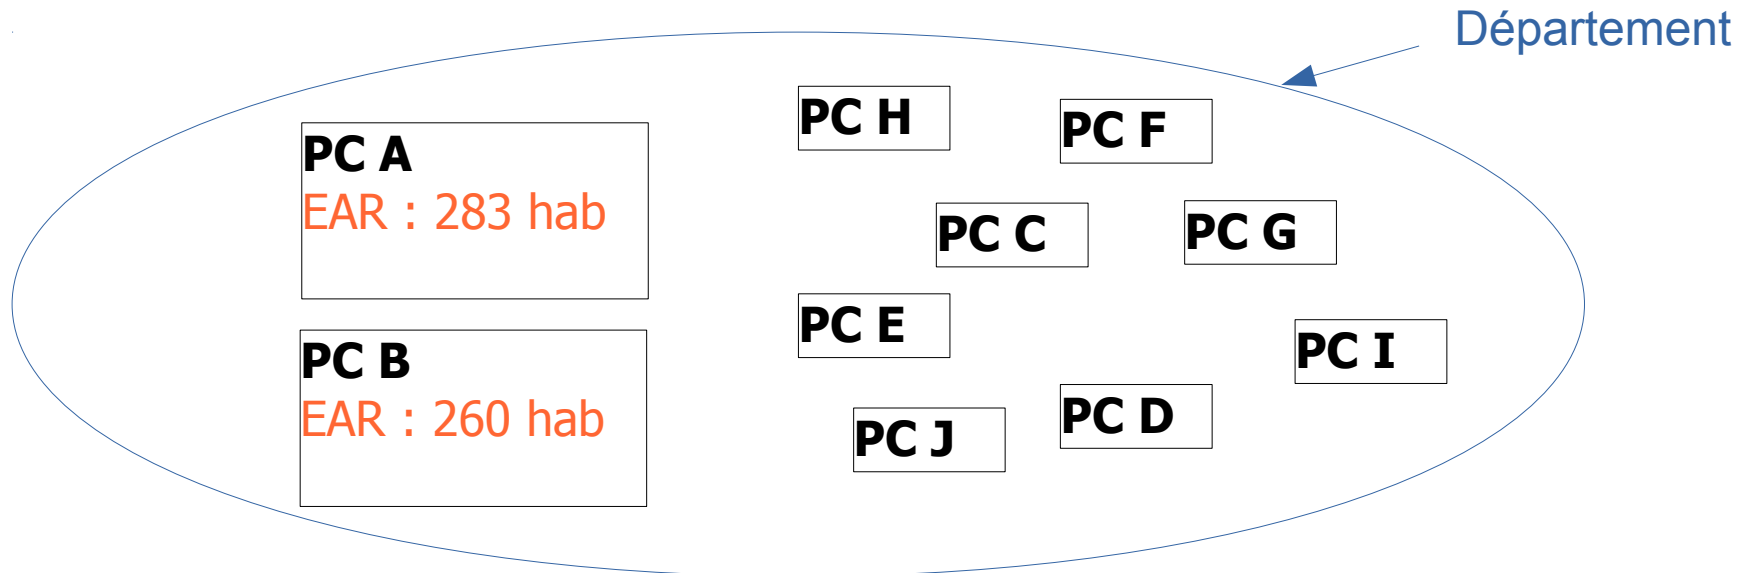 Département
PC H
PC F
PC A
EAR : 283 hab
PC C
PC G
PC E
PC I
PC B
EAR : 260 hab
PC D
PC J